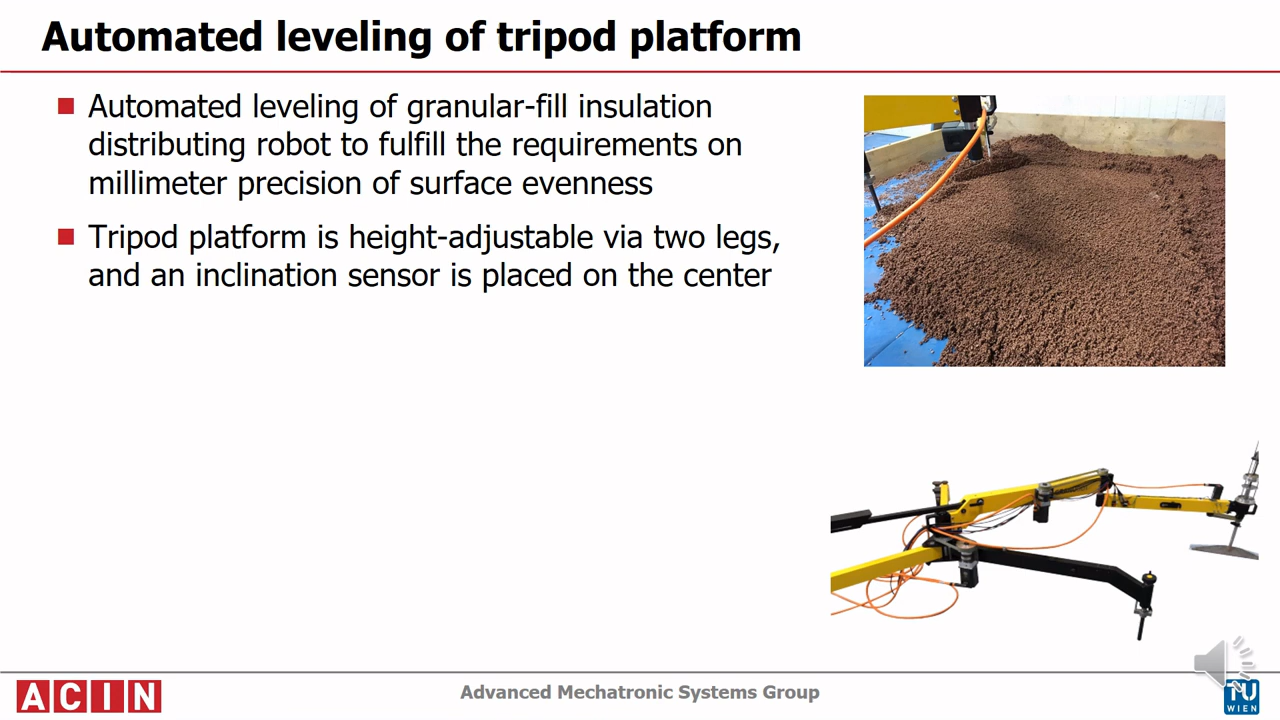 Automated leveling of tripod platform
Automated leveling of granular-fill insulation
distributing robot to fulfill the requirements on
millimeter precision of surface evenness
Tripod platform is height-adjustable via two legs,
and an inclination sensor is placed on the center
ACIN
Advanced Mechatronic Systems Group
TU
WIEN